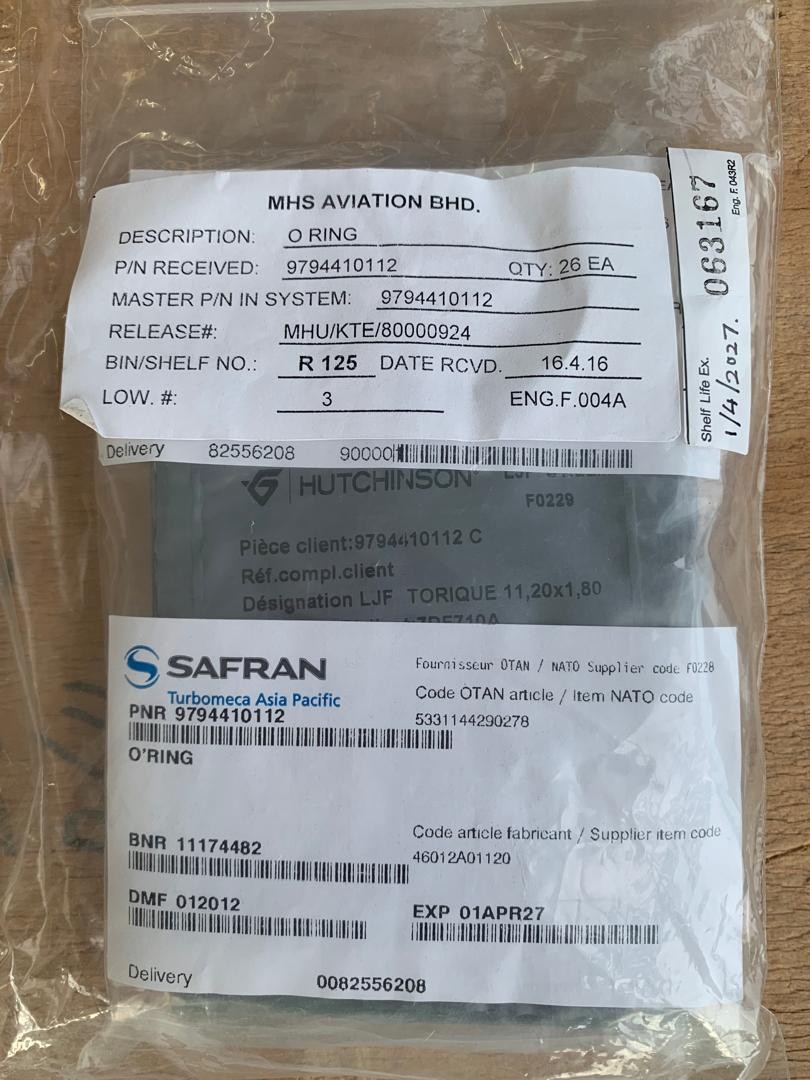 MHS AVIATION BHD.
DESCRIPTION: O RING
P/N RECEIVED: 9794410112 QTY: 26 EA
MASTER P/N IN SYSTEM: 9794410112
RELEASE#: MHU/KTE/80000924
BIN/SHELF NO.: R 125 DATE RCVD. 16.4.16
LOW. #: 3 ENG.F.004A
Shelf Life Ex. 063167 Eng. F.043R2
1/4/2027.
Delivery 82556208 90000
HUTCHINSON
F0229
Pièce client:9794410112 C
Réf.compl.client
Désignation LJF TORIQUE 11,20x1,80
SAFRAN
Turbomeca Asia Pacific
Fournisseur OTAN / NATO Supplier code F0228
Code OTAN article / Item NATO code
PNR 9794410112
5331144290278
O'RING
Code article fabricant / Supplier item code
BNR 11174482
46012A01120
DMF 012012
EXP 01APR27
Delivery 0082556208